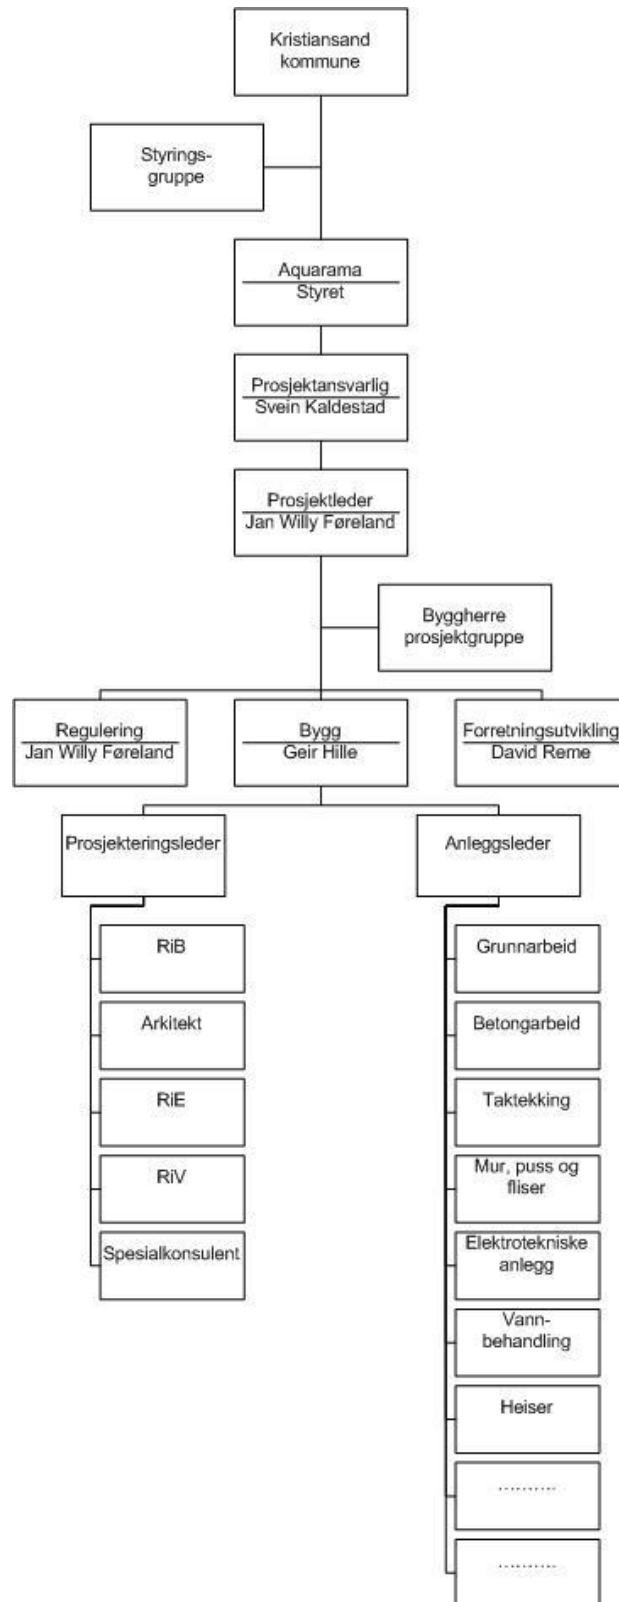 Kristiansand
kommune
Styrings-
gruppe
Aquarama
Styret
Prosjektansvarlig
Svein Kaldestad
Prosjektleder
Jan Willy Føreland
Byggherre
prosjektgruppe
Regulering
Jan Willy Føreland
Bygg
Geir Hille
Forretningsutvikling
David Reme
Prosjekteringsleder
Anleggsleder
RiB
Arkitekt
RiE
RiV
Spesialkonsulent
Grunnarbeid
Betongarbeid
Taktekking
Mur, puss og
fliser
Elektrotekniske
anlegg
Vann-
behandling
Heiser
..........
..........